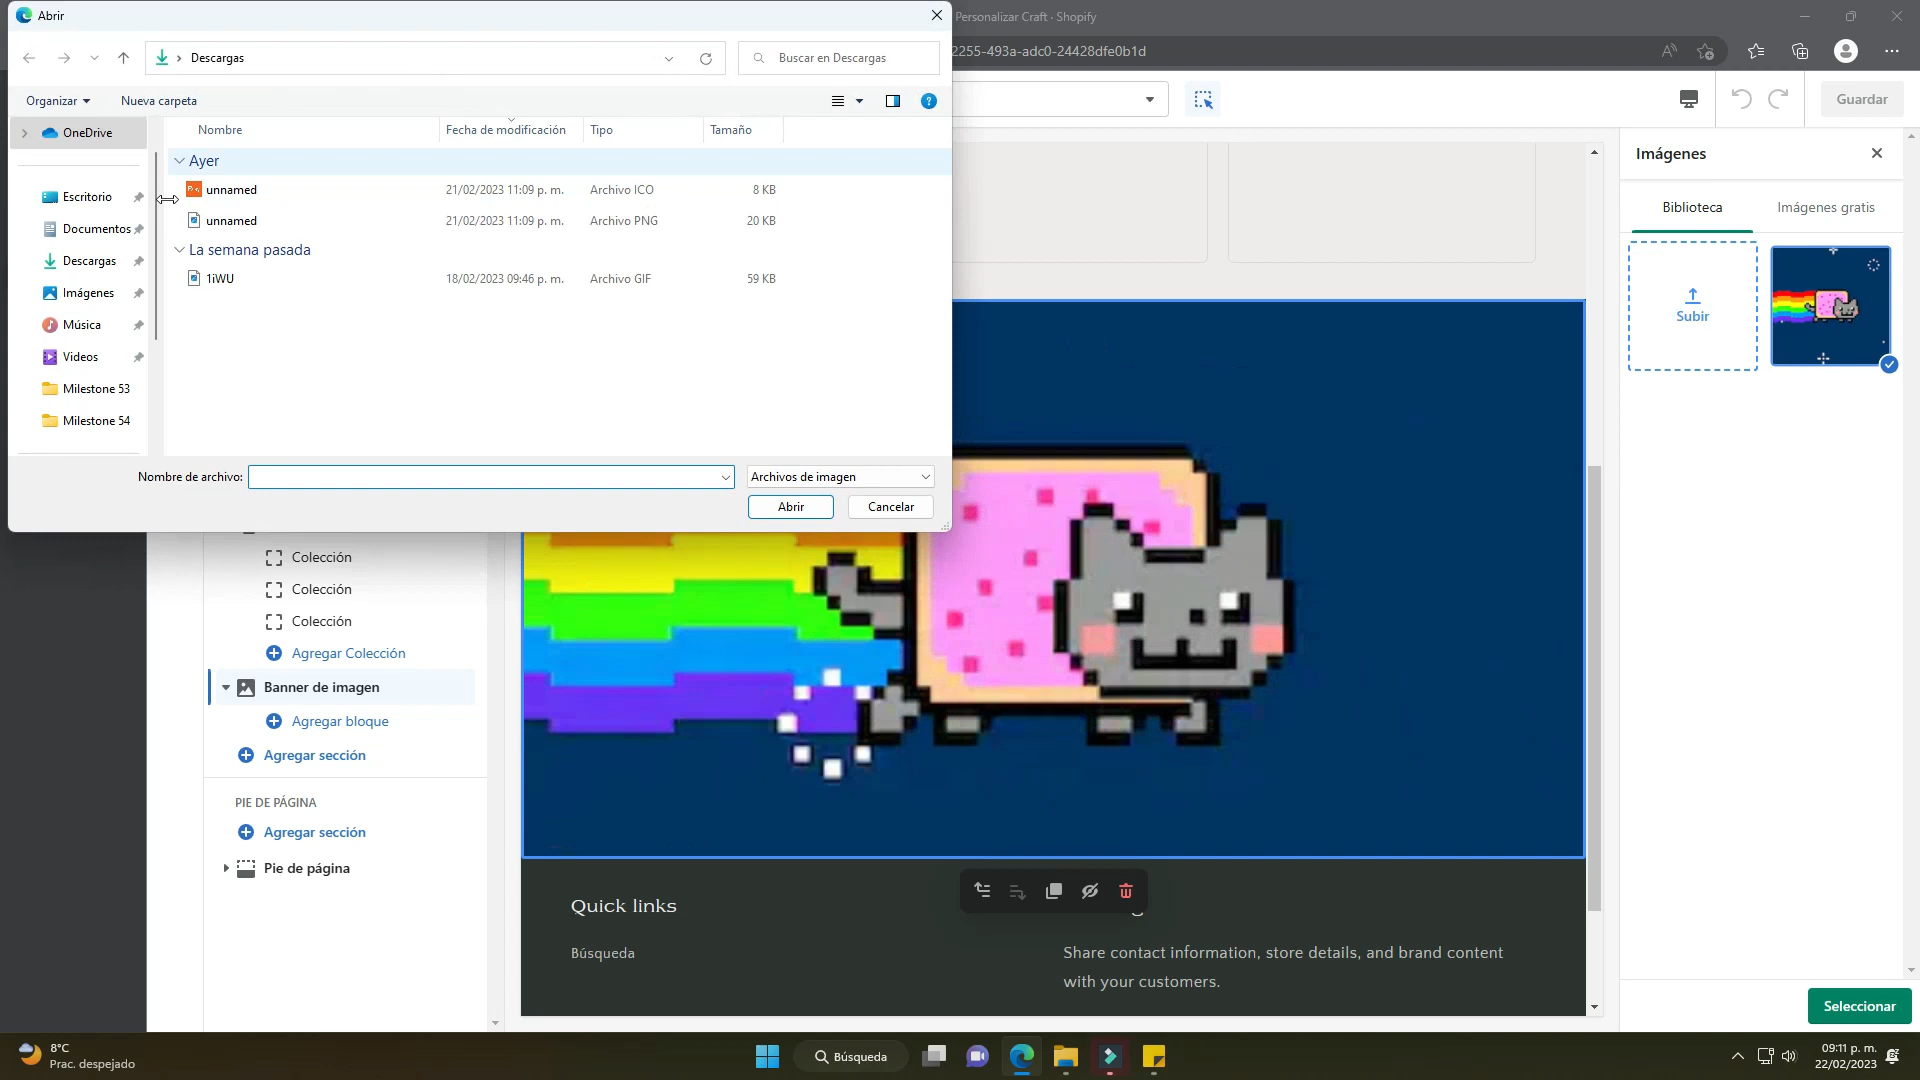 Abrir
Personalizar Craft · Shopify
Descargas
Buscar en Descargas
2255-493a-adc0-24428dfe0b1d
Organizar
Nueva carpeta
Guardar
OneDrive
Nombre
Fecha de modificación
Tipo
Tamaño
Ayer
unnamed
21/02/2023 11:09 p. m.
Archivo ICO
8 KB
unnamed
21/02/2023 11:09 p. m.
Archivo PNG
20 KB
La semana pasada
1iWU
18/02/2023 09:46 p. m.
Archivo GIF
59 KB
Escritorio
Documentos
Descargas
Imágenes
Música
Videos
Milestone 53
Milestone 54
Nombre de archivo:
Archivos de imagen
Abrir
Cancelar
Imágenes
Biblioteca
Imágenes gratis
Subir
Colección
Colección
Colección
Agregar Colección
Banner de imagen
Agregar bloque
Agregar sección
PIE DE PÁGINA
Agregar sección
Pie de página
Quick links
Búsqueda
Share contact information, store details, and brand content
with your customers.
Seleccionar
8°C
Prac. despejado
Búsqueda
09:11 p. m.
22/02/2023